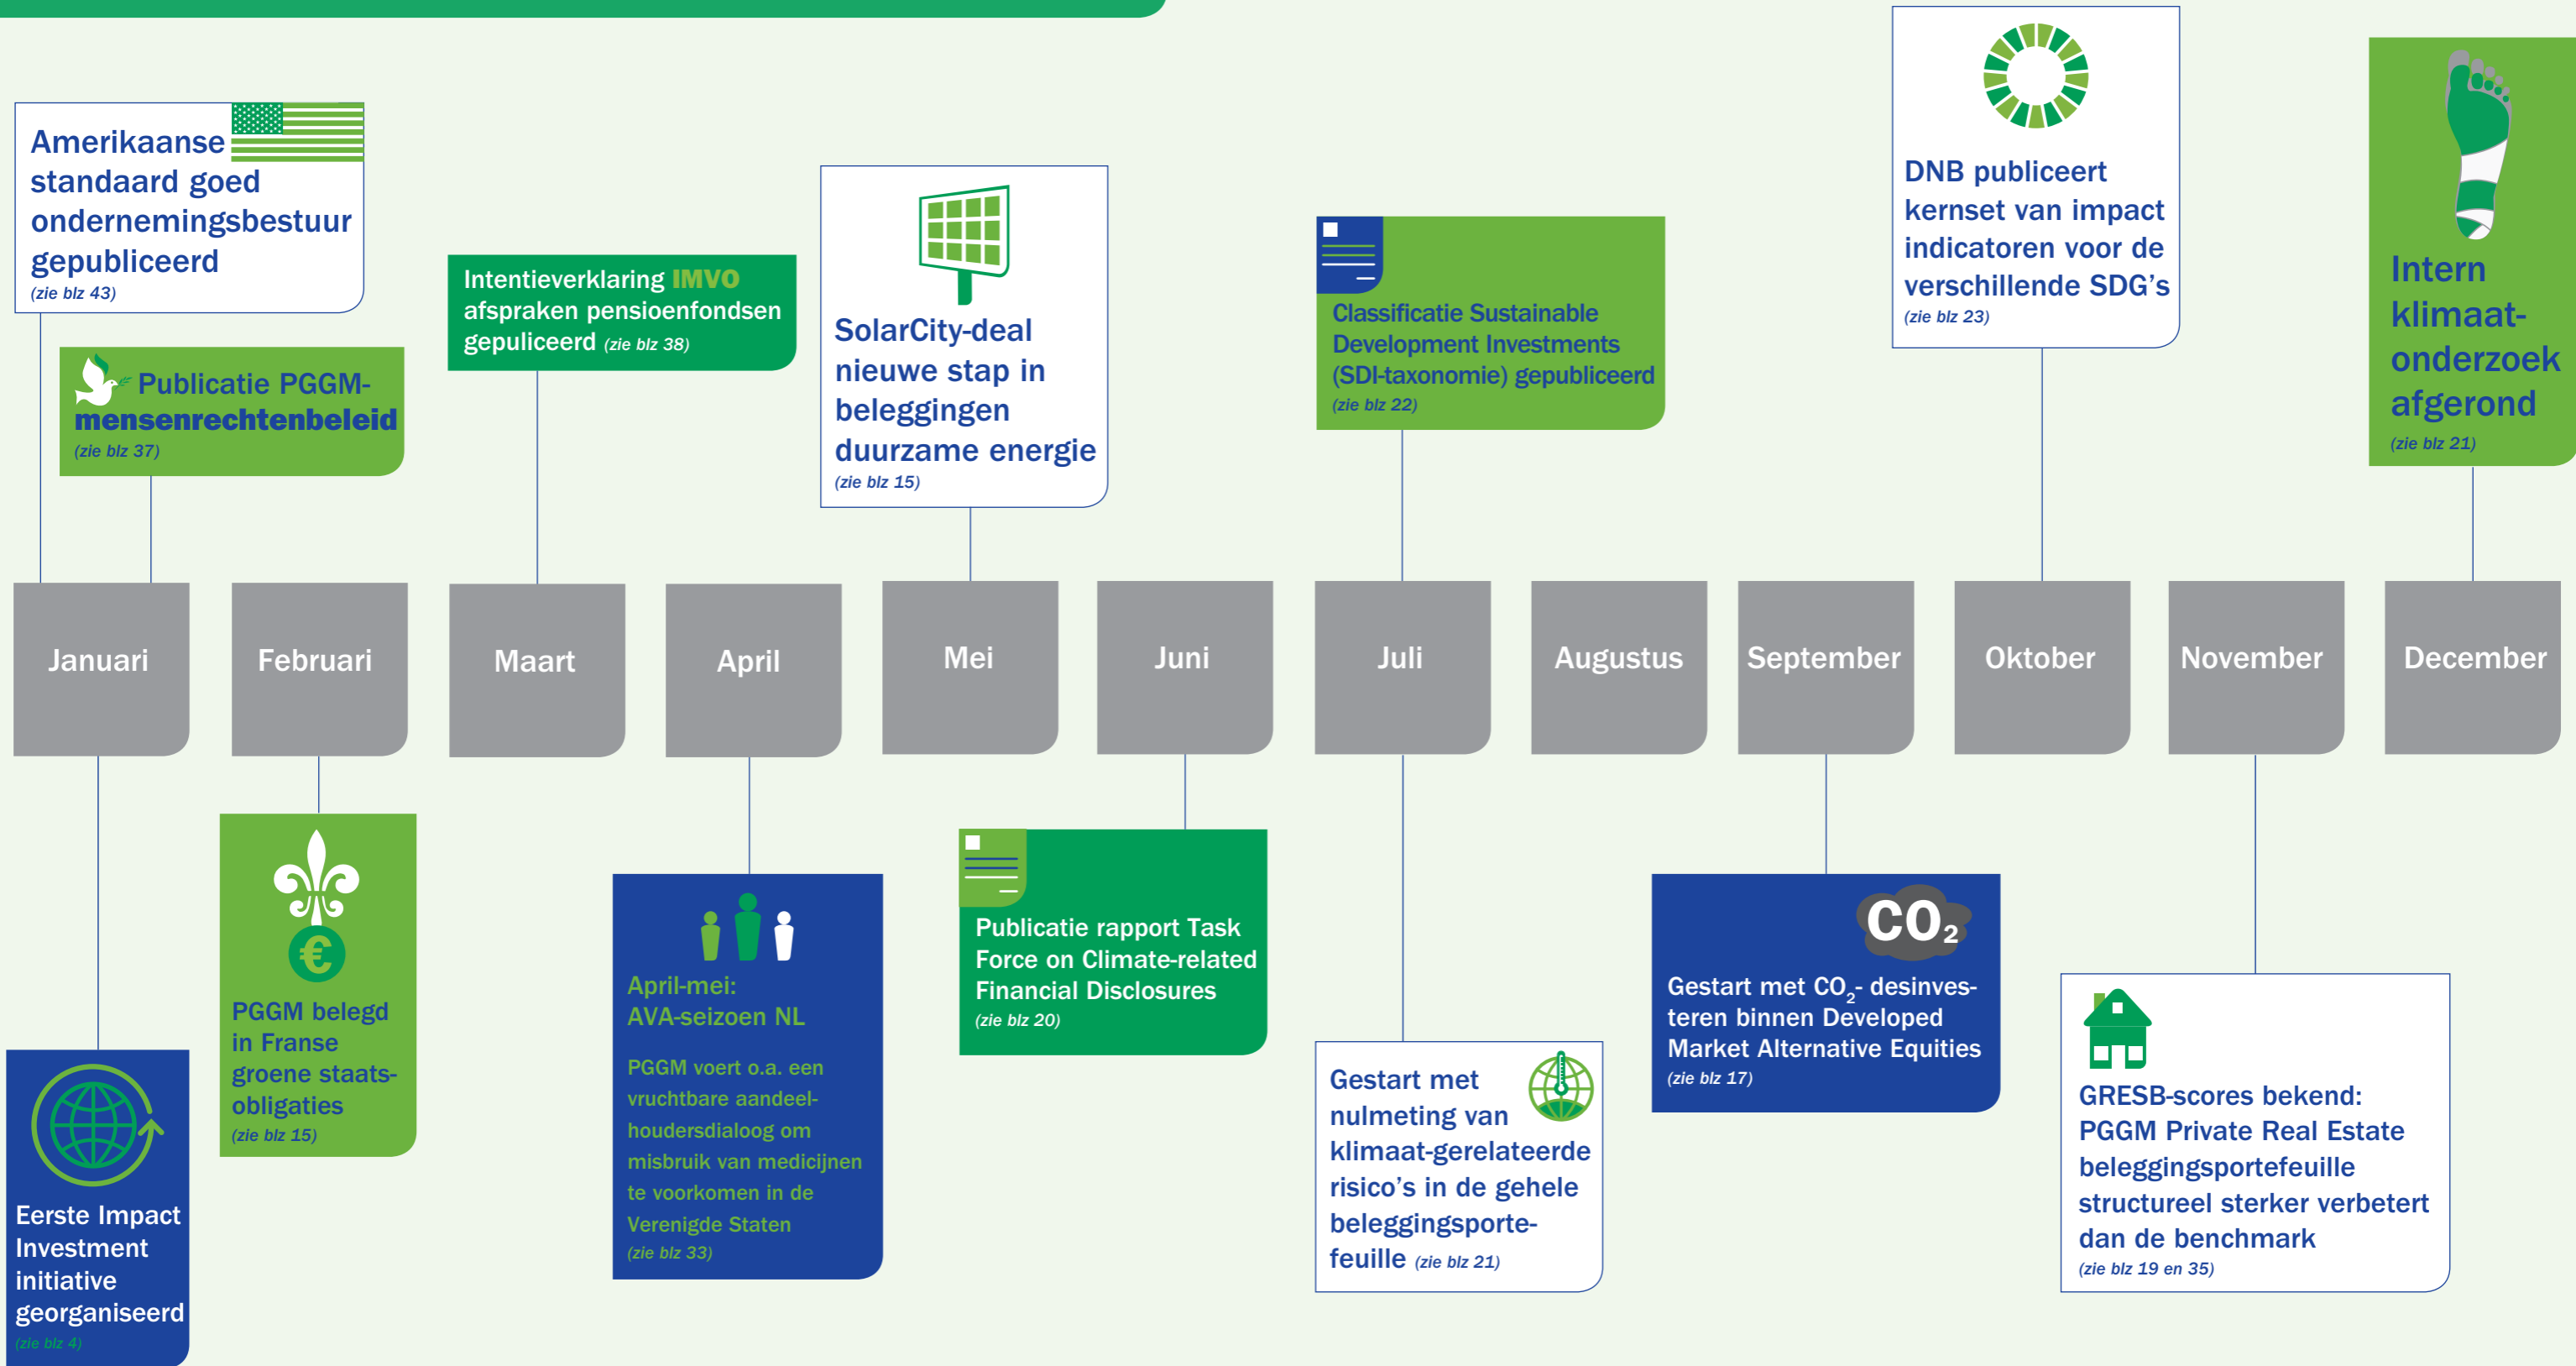 Amerikaanse
standaard goed
ondernemingsbestuur
gepubliceerd
(zie blz 43)
Publicatie PGGM-
mensenrechtenbeleid
(zie blz 37)
Intentieverklaring IMVO
afspraken pensioenfondsen
gepuliceerd (zie blz 38)
SolarCity-deal
nieuwe stap in
beleggingen
duurzame energie
(zie blz 15)
Classificatie Sustainable
Development Investments
(SDI-taxonomie) gepubliceerd
(zie blz 22)
DNB publiceert
kernset van impact
indicatoren voor de
verschillende SDG's
(zie blz 23)
Intern
klimaat-
onderzoek
afgerond
(zie blz 21)
Januari
Februari
Maart
April
Mei
Juni
Juli
Augustus
September
Oktober
November
December
Eerste Impact
Investment
initiative
georganiseerd
(zie blz 4)
€
PGGM belegd
in Franse
groene staats-
obligaties
(zie blz 15)
April-mei:
AVA-seizoen NL
PGGM voert o.a. een
vruchtbare aandeel-
houdersdialoog om
misbruik van medicijnen
te voorkomen in de
Verenigde Staten
(zie blz 33)
Publicatie rapport Task
Force on Climate-related
Financial Disclosures
(zie blz 20)
Gestart met
nulmeting van
klimaat-gerelateerde
risico's in de gehele
beleggingsporte-
feuille (zie blz 21)
CO₂
Gestart met CO₂- desinves-
teren binnen Developed
Market Alternative Equities
(zie blz 17)
GRESB-scores bekend:
PGGM Private Real Estate
beleggingsportefeuille
structureel sterker verbetert
dan de benchmark
(zie blz 19 en 35)